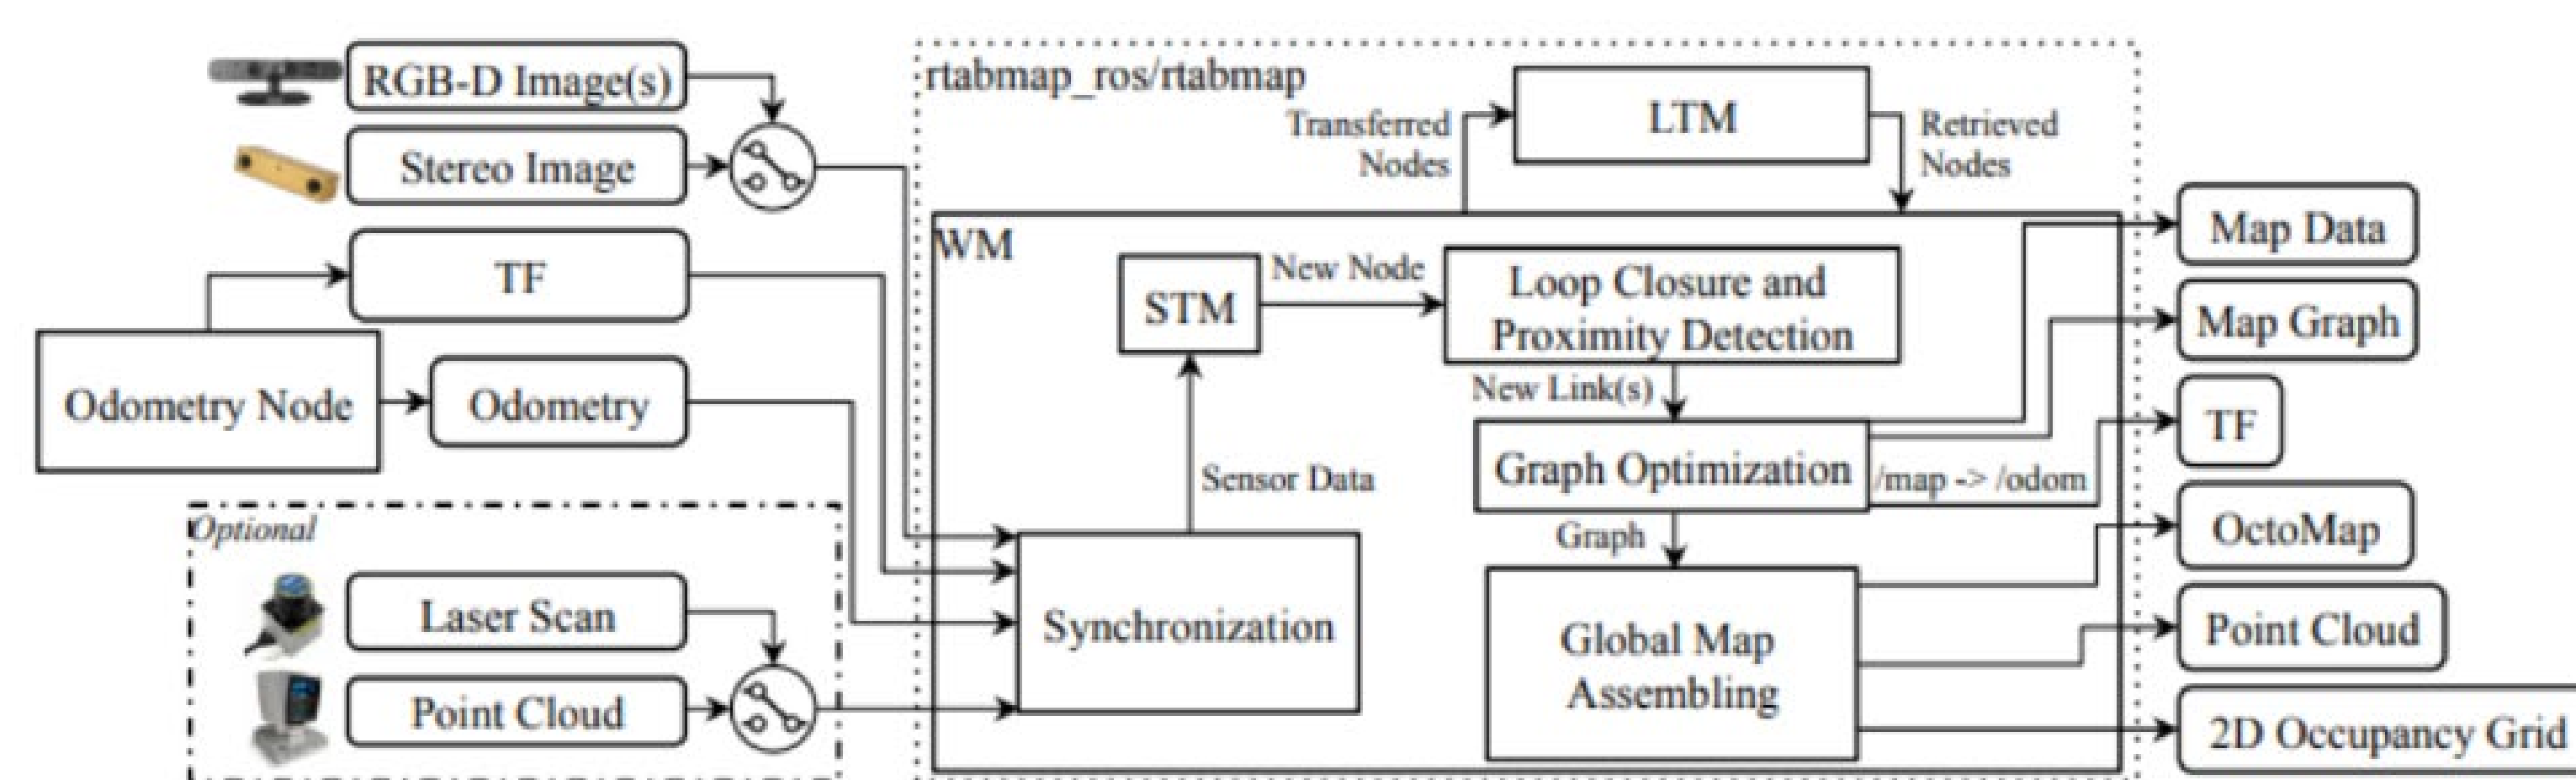 RGB-D Image(s)
Stereo Image
TF
Odometry Node
Odometry
Optional
Laser Scan
Point Cloud
rtabmap_ros/rtabmap
Transferred
Nodes
LTM
Retrieved
Nodes
WM
STM
New Node
Loop Closure and
Proximity Detection
New Link(s)
Sensor Data
Graph Optimization
/map -> /odom
Graph
Synchronization
Global Map
Assembling
Map Data
Map Graph
TF
OctoMap
Point Cloud
2D Occupancy Grid